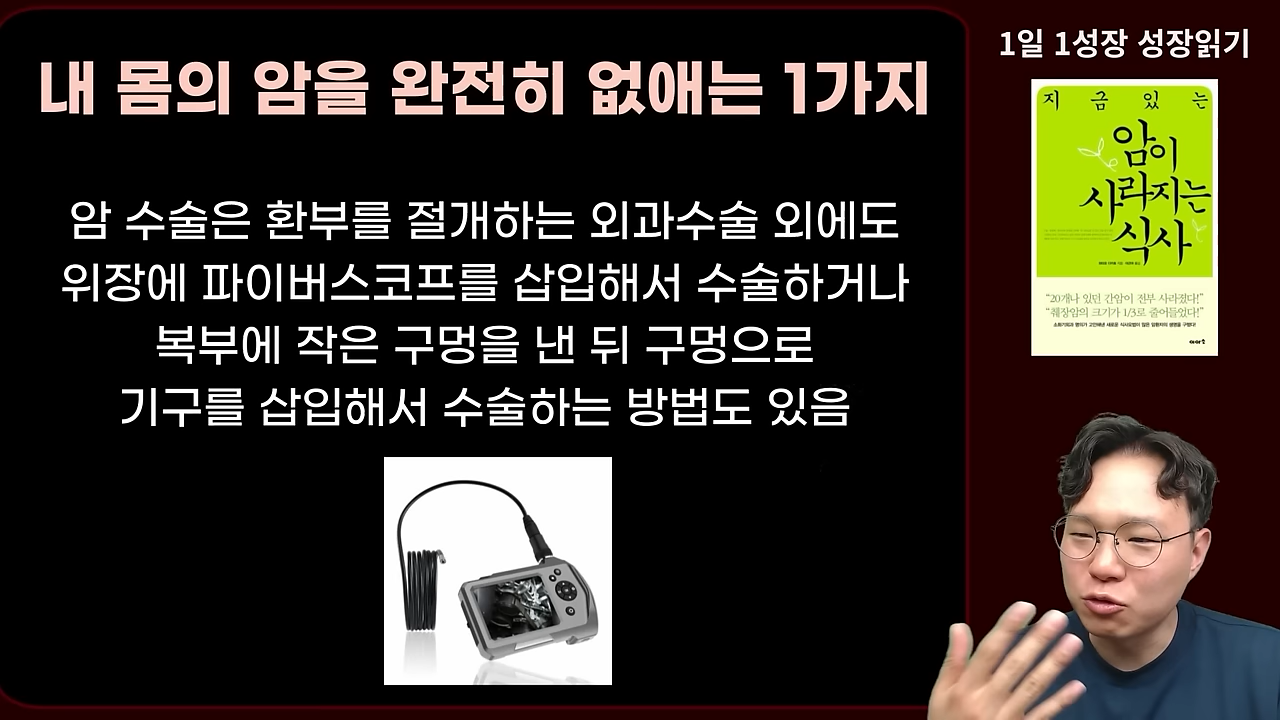 내 몸의 암을 완전히 없애는 1가지
암 수술은 환부를 절개하는 외과수술 외에도
위장에 파이버스코프를 삽입해서 수술하거나
복부에 작은 구멍을 낸 뒤 구멍으로
기구를 삽입해서 수술하는 방법도 있음
1일 1성장 성장읽기
지금있는
암이
사라지는
식사
“20개나 있던 간암이 전부 사라졌다!”
“췌장암의 크기가 1/3로 줄어들었다!”